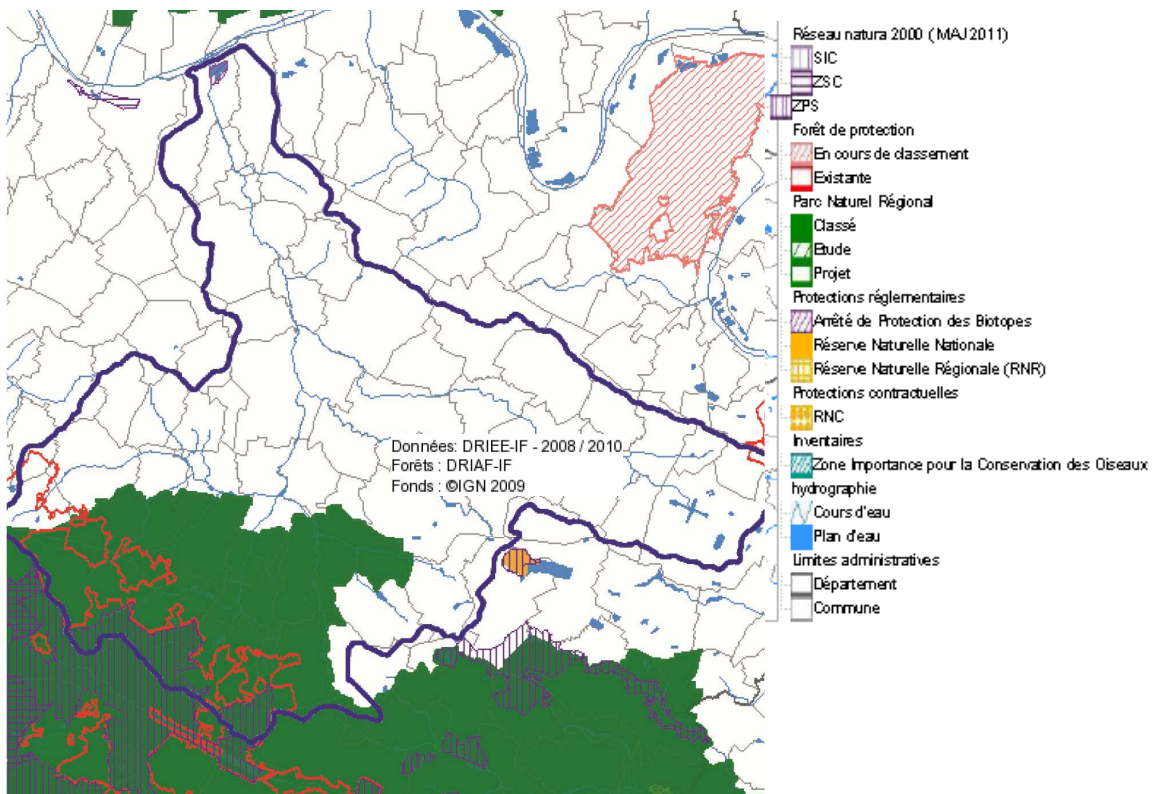 Réseau natura 2000 (MAJ2011)
SIC
ZSC
ZPS
Forêt de protection
En cours de classement
Existante
Parc Naturel Régional
Classé
Etude
Projet
Protections réglementaires
Arrêté de Protection des Biotopes
Réserve Naturelle Nationale
Réserve Naturelle Régionale (RNR)
Protections contractuelles
RNC
Inventaires
Zone Importance pour la Conservation des Oiseaux
hydrographie
Cours d'eau
Plan d'eau
Limites administratives
Département
Commune
Données: DRIEE-IF - 2008 / 2010
Forêts : DRIAF-IF
Fonds : ©IGN 2009